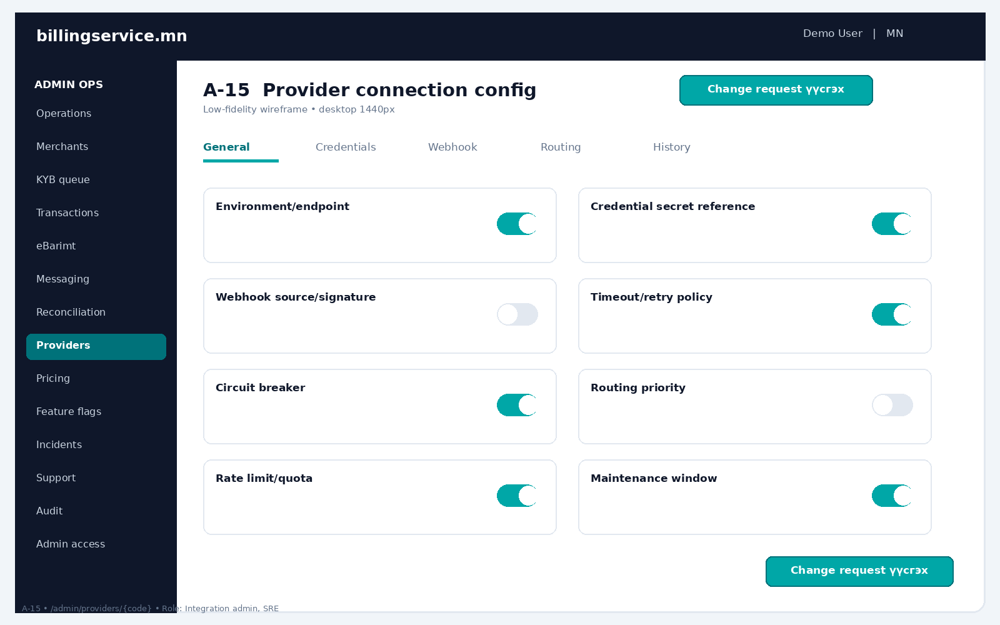 billingservice.mn
Demo User | MN
ADMIN OPS
Operations
Merchants
KYB queue
Transactions
eBarimt
Messaging
Reconciliation
Providers
Pricing
Feature flags
Incidents
Support
Audit
Admin access
A-15 Provider connection config
Low-fidelity wireframe • desktop 1440px
Change request үүсгэх
General Credentials Webhook Routing History
Environment/endpoint
Credential secret reference
Webhook source/signature
Timeout/retry policy
Circuit breaker
Routing priority
Rate limit/quota
Maintenance window
Change request үүсгэх
A-15 • /admin/providers/{code} • Role: Integration admin, SRE